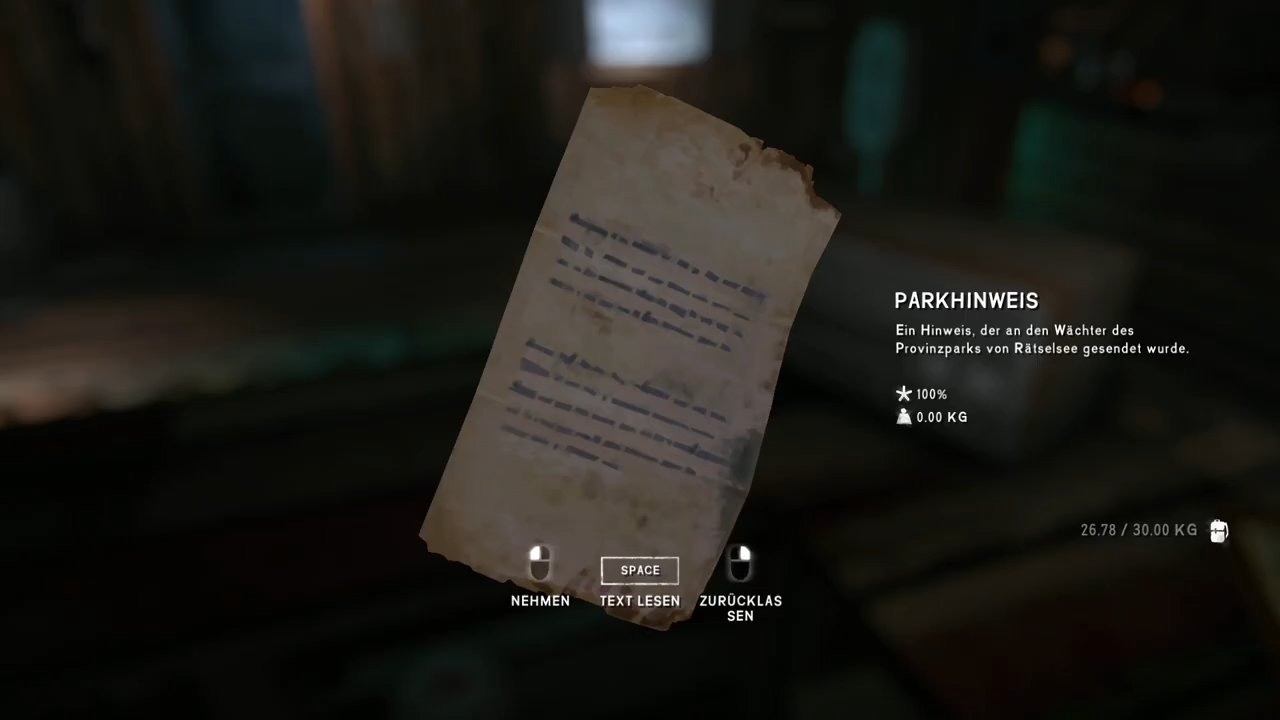 PARKHINWEIS
Ein Hinweis, der an den Wächter des
Provinzparks von Rätselsee gesendet wurde.
100%
0.00 KG
26.78 / 30.00 KG
SPACE
NEHMEN
TEXT LESEN
ZURÜCKLAS
SEN